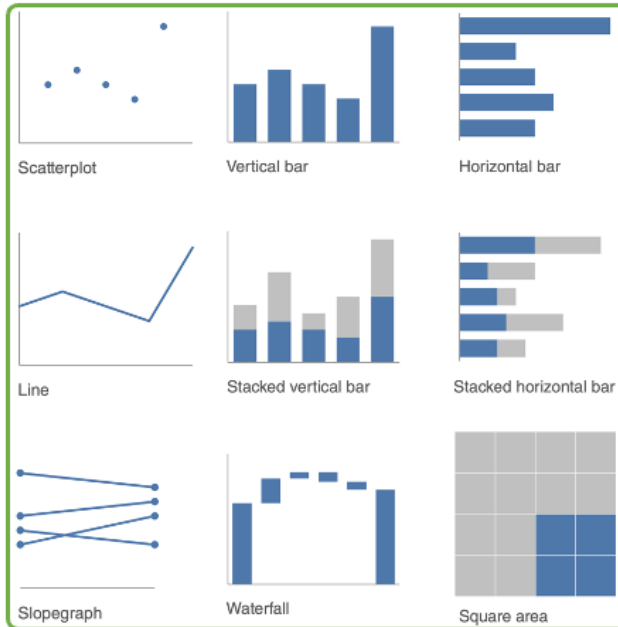 Scatterplot
Vertical bar
Horizontal bar
Line
Stacked vertical bar
Stacked horizontal bar
Slopegraph
Waterfall
Square area